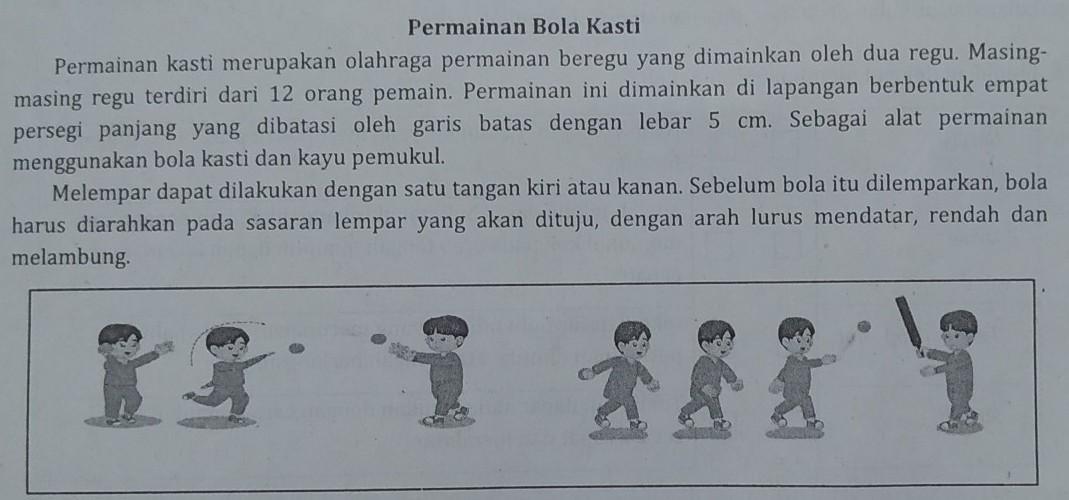 Permainan Bola Kasti
Permainan kasti merupakan olahraga permainan beregu yang dimainkan oleh dua regu. Masing-
masing regu terdiri dari 12 orang pemain. Permainan ini dimainkan di lapangan berbentuk empat
persegi panjang yang dibatasi oleh garis batas dengan lebar 5 cm. Sebagai alat permainan
menggunakan bola kasti dan kayu pemukul.
Melempar dapat dilakukan dengan satu tangan kiri atau kanan. Sebelum bola itu dilemparkan, bola
harus diarahkan pada sasaran lempar yang akan dituju, dengan arah lurus mendatar, rendah dan
melambung.